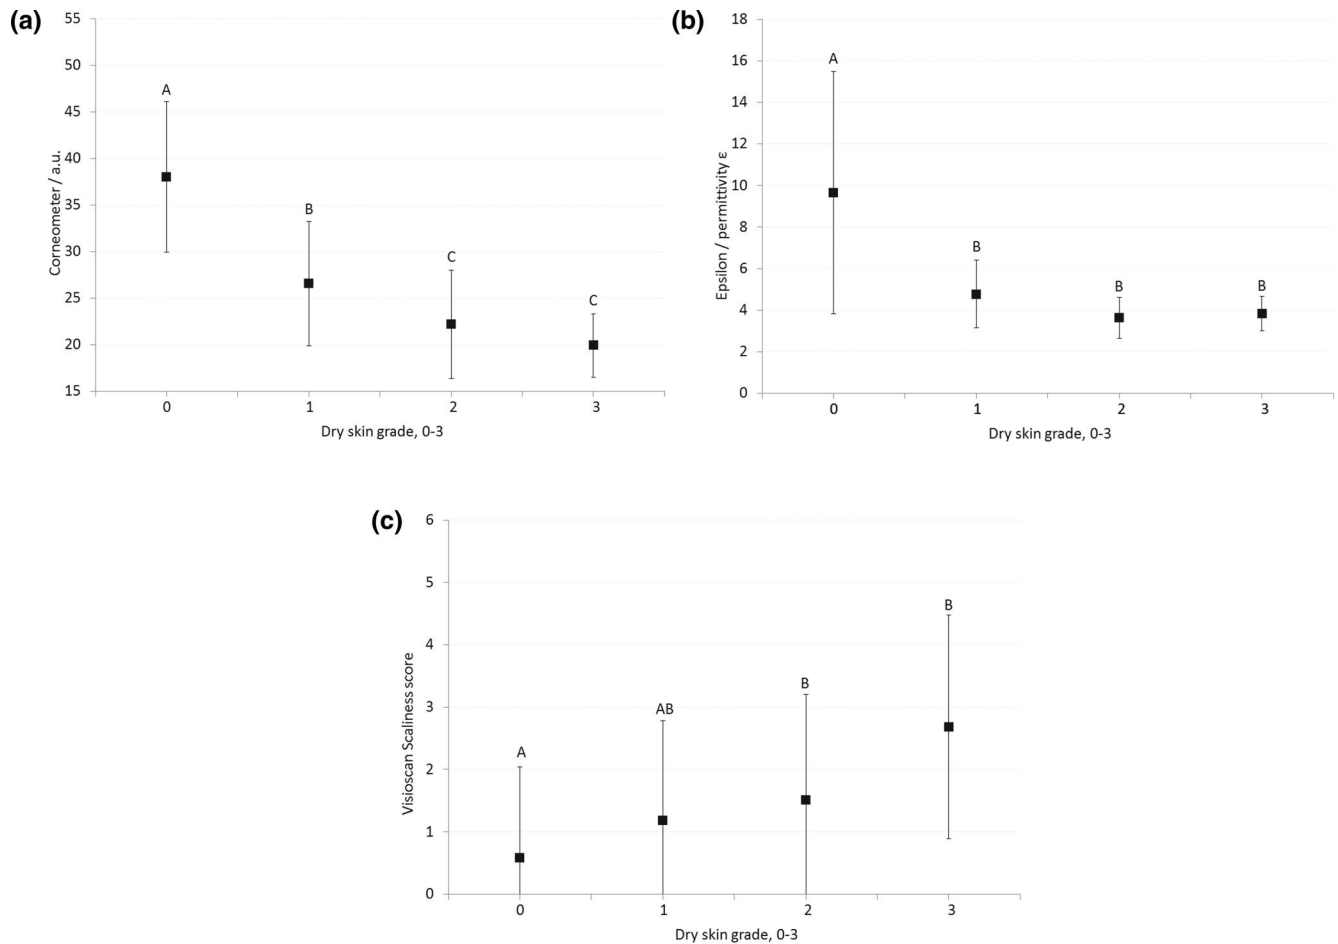 (a)
Corneometer / a.u.
55
50
45
40
35
30
25
20
15
A
B
C
C
0 1 2 3
Dry skin grade, 0-3
(b)
Epsilon / permittivity ε
18
16
14
12
10
8
6
4
2
0
A
B
B
B
0 1 2 3
Dry skin grade, 0-3
(c)
Visioscan Scaliness score
6
5
4
3
2
1
0
A
AB
B
B
0 1 2 3
Dry skin grade, 0-3